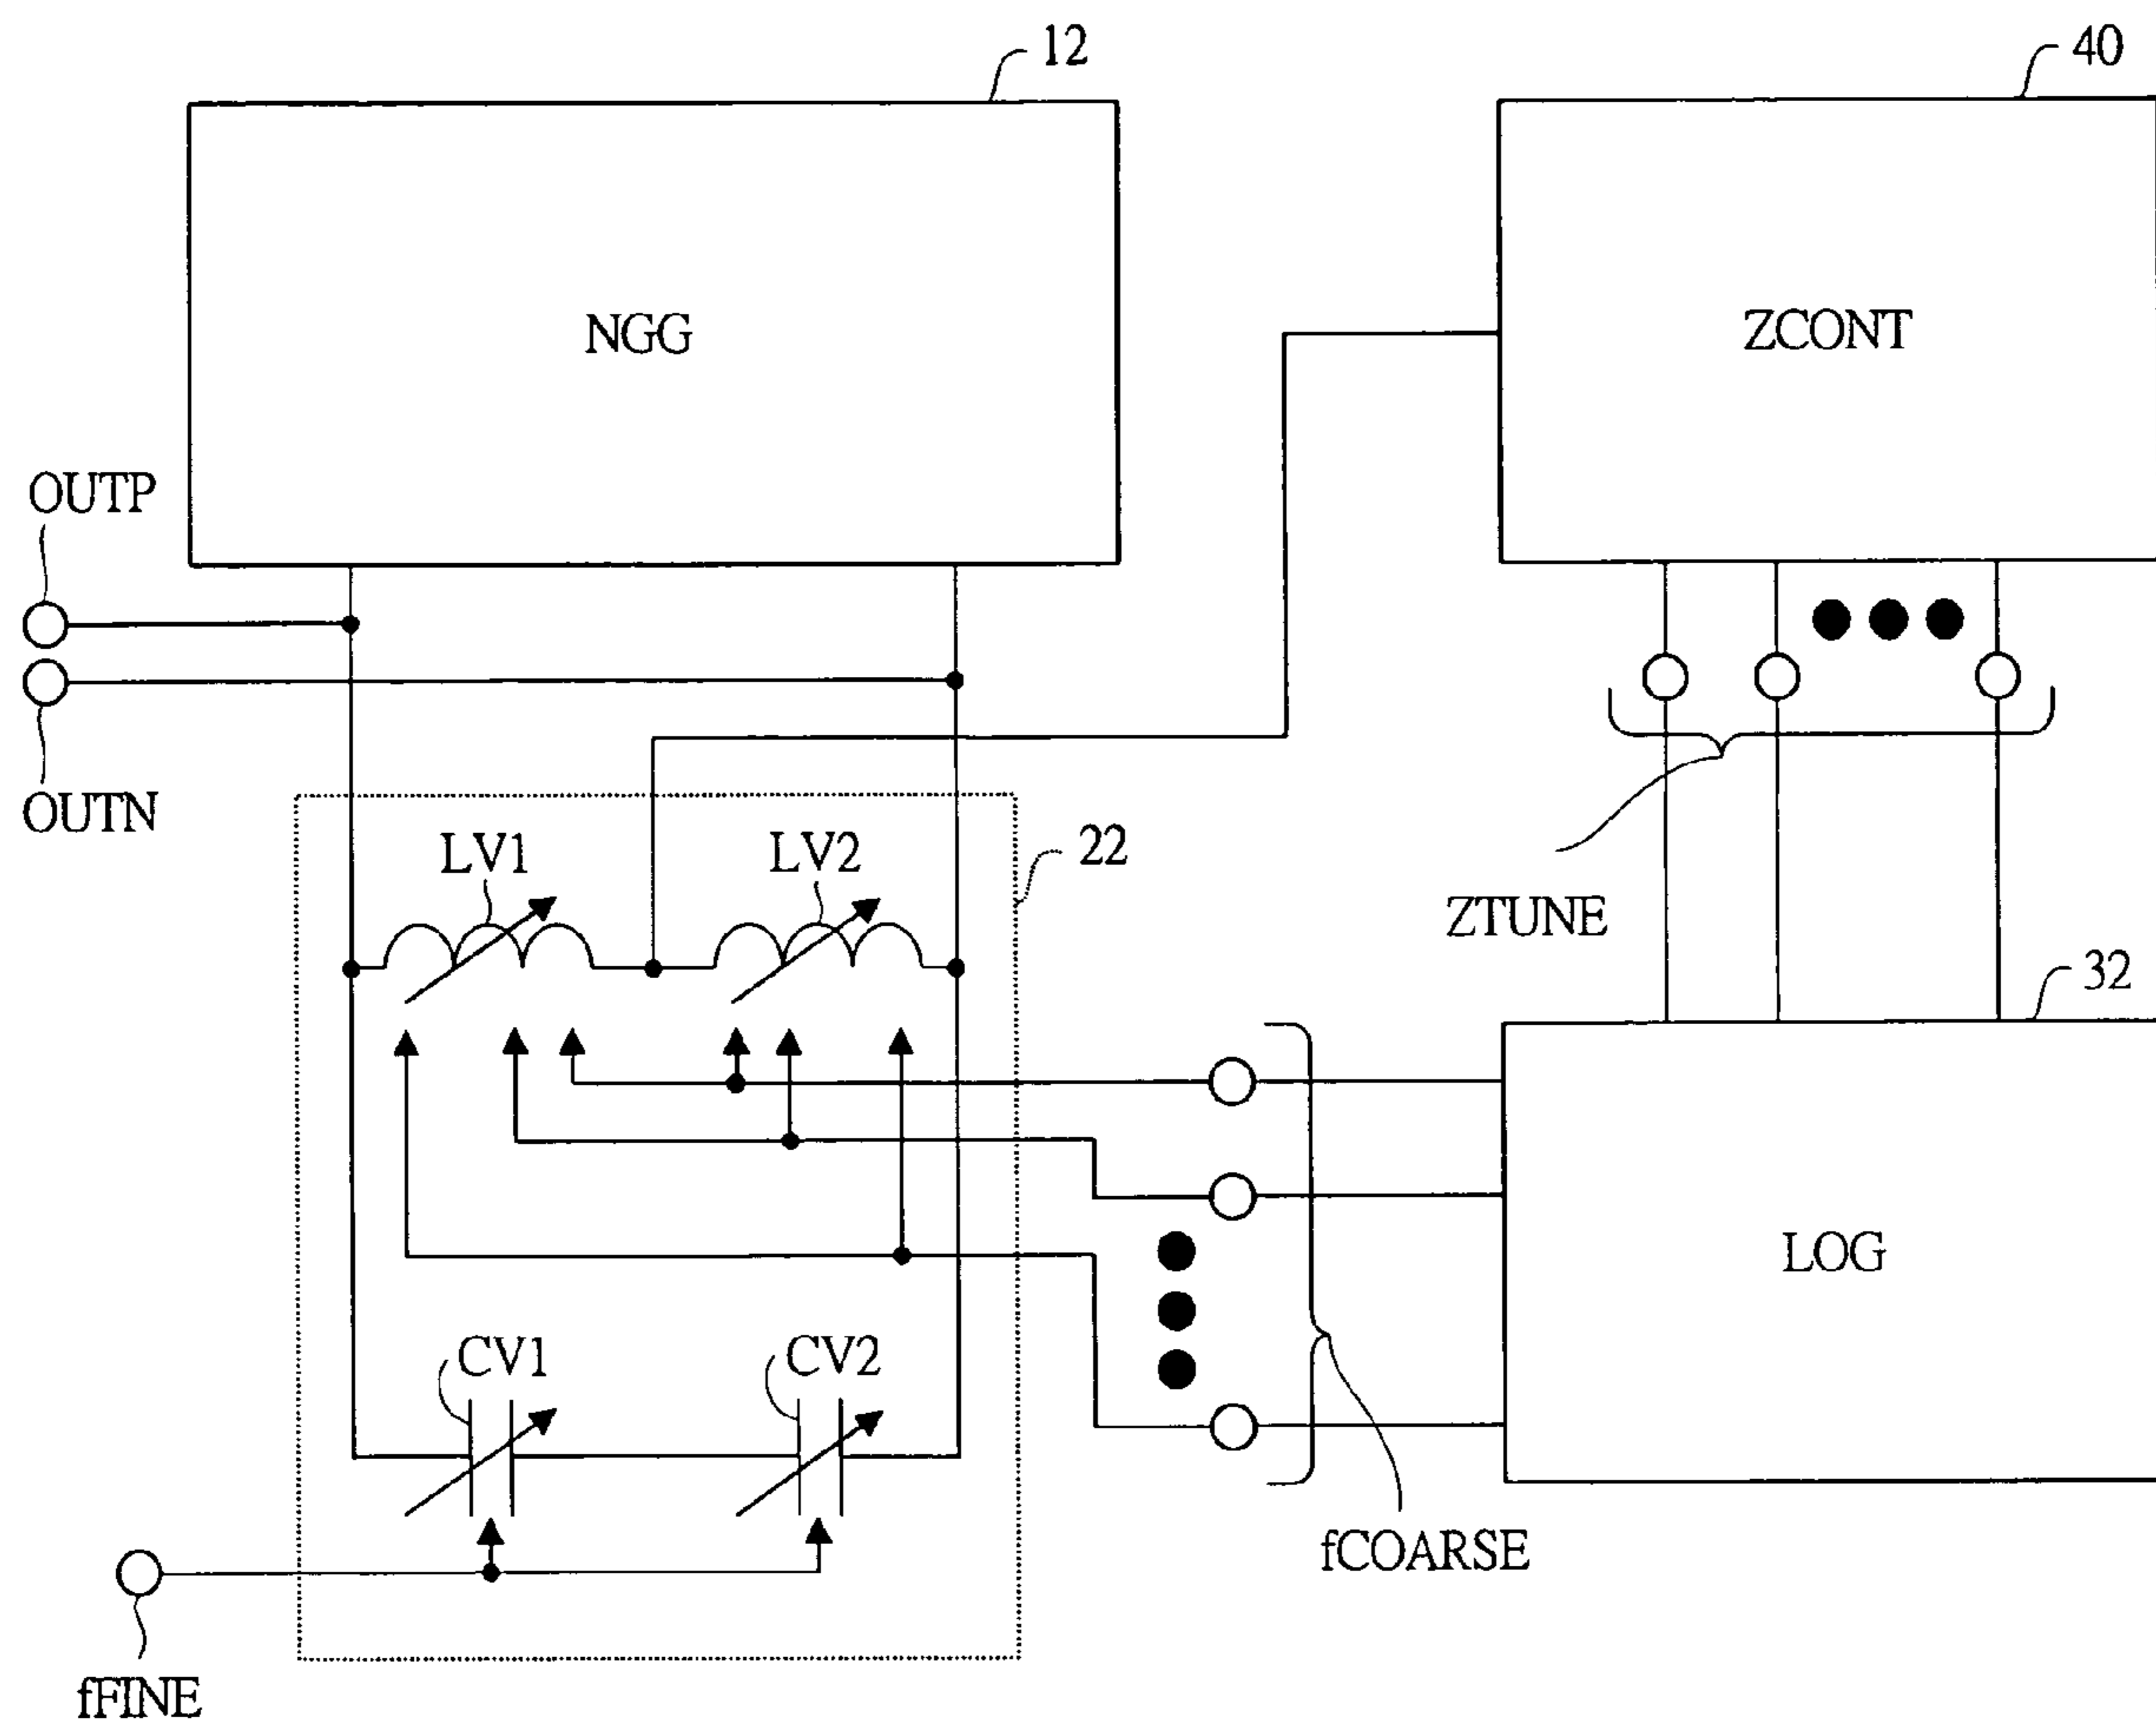 12
40
NGG
ZCONT
OUTP
OUTN
LV1
LV2
22
ZTUNE
32
LOG
CV1
CV2
fCOARSE
fFINE